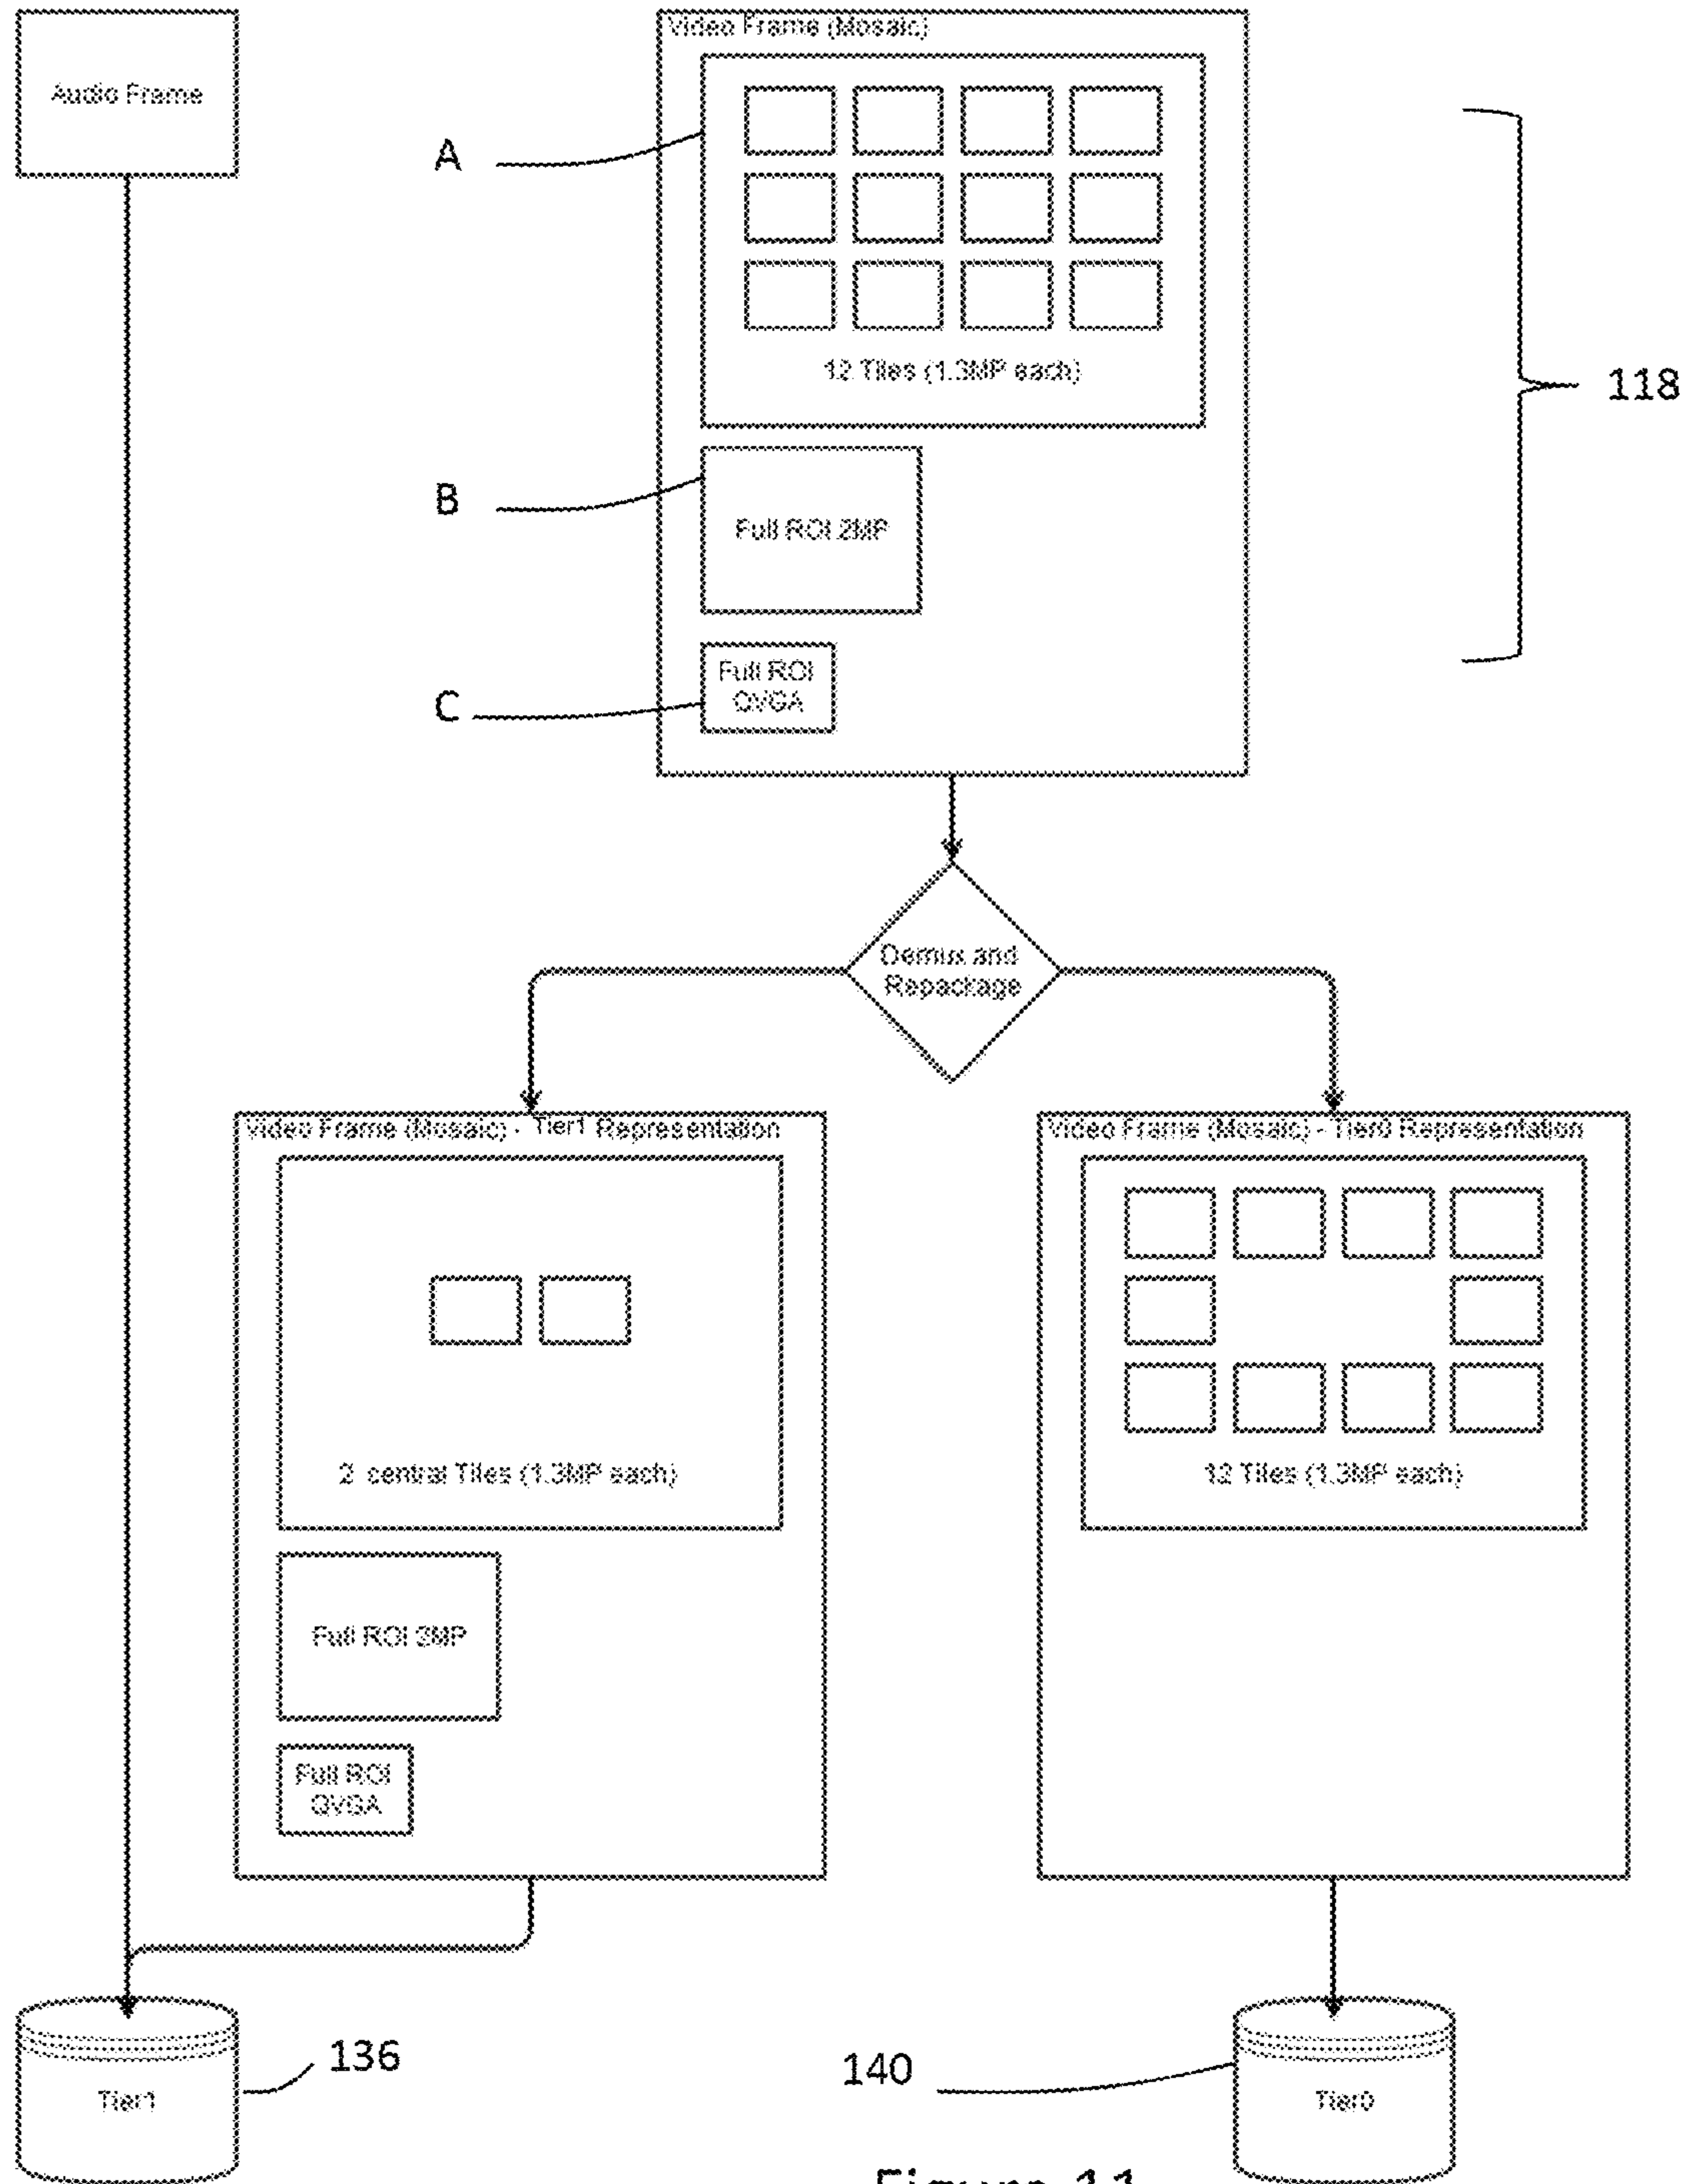 Audio Frame
Video Frame (Mosaic)
A
12 Tiles (1.3MP each)
118
B
Full ROI 2MP
C
Full ROI
QVGA
Demux and
Repackage
Video Frame (Mosaic) - Tier1 Representation
2 central Tiles (1.3MP each)
Full ROI 2MP
Full ROI
QVGA
Video Frame (Mosaic) - Tier0 Representation
12 Tiles (1.3MP each)
136
Tier1
140
Tier0
Figure 11